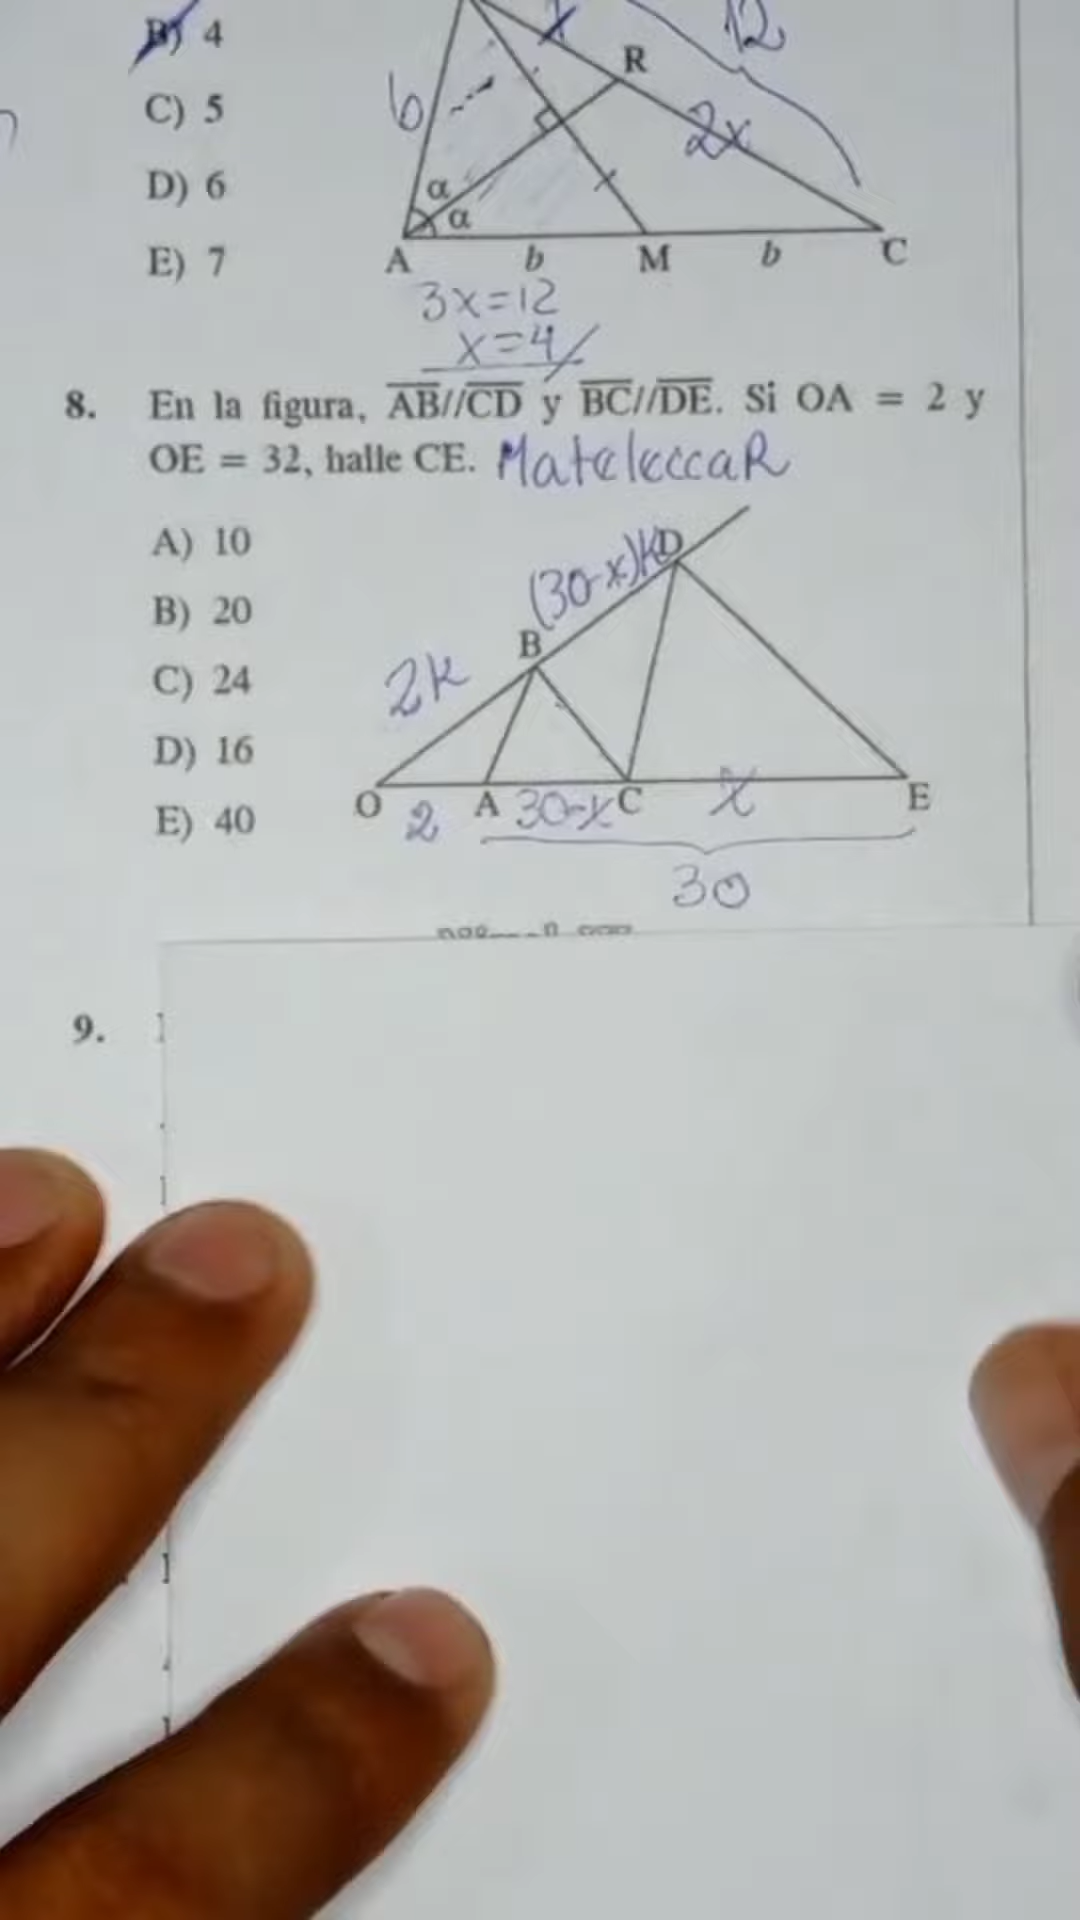 B) 4
C) 5
D) 6
E) 7
6
x
12
R
2x
α
α
A b M b C
3x=12
x=4
8. En la figura, AB//CD y BC//DE. Si OA = 2 y
OE = 32, halle CE. MateleccaR
A) 10
B) 20
C) 24
D) 16
E) 40
(30-x)k D
B
2k
O 2 A 30-x C x E
30
9.